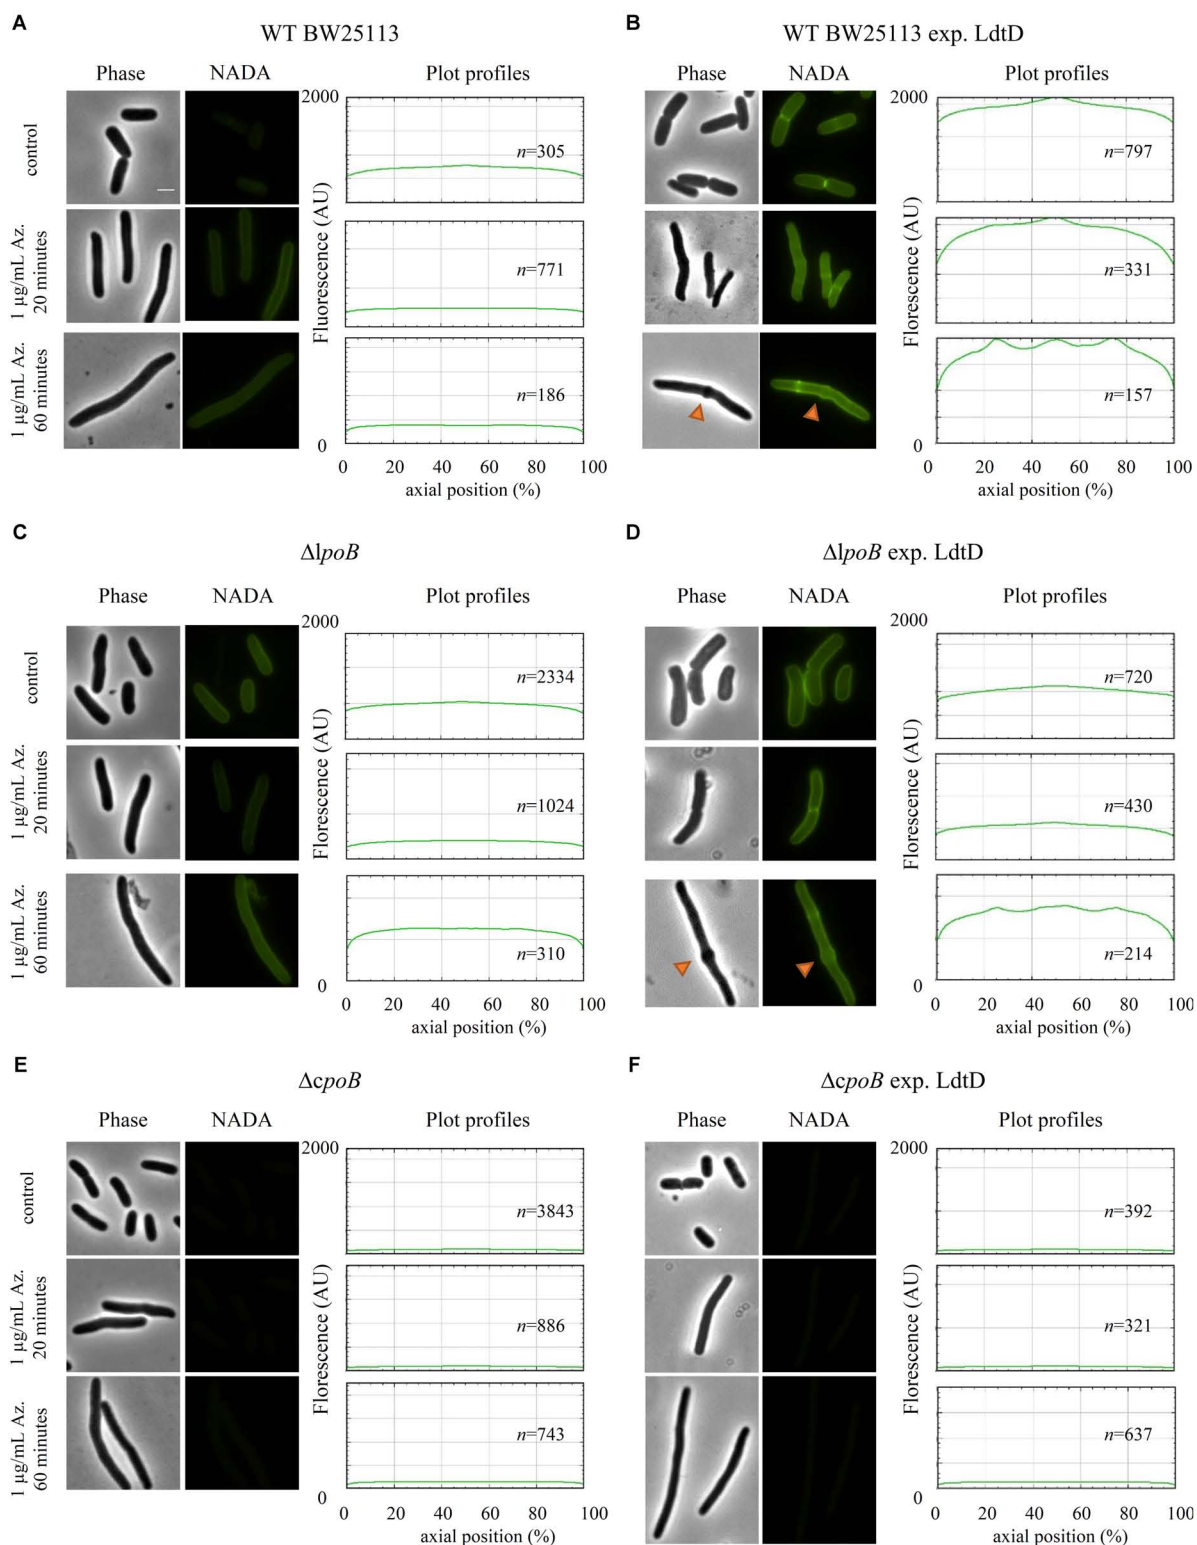 A
WT BW25113
Phase
NADA
Plot profiles
2000
control
n=305
1 µg/mL Az.
20 minutes
n=771
1 µg/mL Az.
60 minutes
n=186
Fluorescence (AU)
0
0 20 40 60 80 100
axial position (%)
B
WT BW25113 exp. LdtD
Phase
NADA
Plot profiles
2000
n=797
n=331
n=157
Florescence (AU)
0
0 20 40 60 80 100
axial position (%)
C
ΔlpoB
Phase
NADA
Plot profiles
2000
control
n=2334
1 µg/mL Az.
20 minutes
n=1024
1 µg/mL Az.
60 minutes
n=310
Florescence (AU)
0
0 20 40 60 80 100
axial position (%)
D
ΔlpoB exp. LdtD
Phase
NADA
Plot profiles
2000
n=720
n=430
n=214
Florescence (AU)
0
0 20 40 60 80 100
axial position (%)
E
ΔcpoB
Phase
NADA
Plot profiles
2000
control
n=3843
1 µg/mL Az.
20 minutes
n=886
1 µg/mL Az.
60 minutes
n=743
Florescence (AU)
0
0 20 40 60 80 100
axial position (%)
F
ΔcpoB exp. LdtD
Phase
NADA
Plot profiles
2000
n=392
n=321
n=637
Florescence (AU)
0
0 20 40 60 80 100
axial position (%)